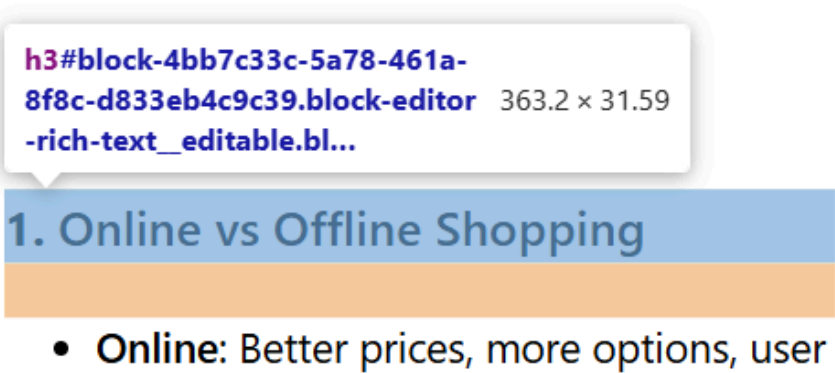 h3#block-4bb7c33c-5a78-461a-
8f8c-d833eb4c9c39.block-editor 363.2 × 31.59
-rich-text__editable.bl...
1. Online vs Offline Shopping
• Online: Better prices, more options, user